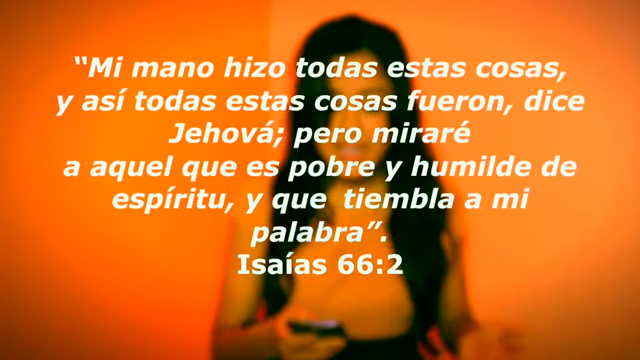 “Mi mano hizo todas estas cosas,
y así todas estas cosas fueron, dice
Jehová; pero miraré
a aquel que es pobre y humilde de
espíritu, y que tiembla a mi
palabra”.
Isaías 66:2